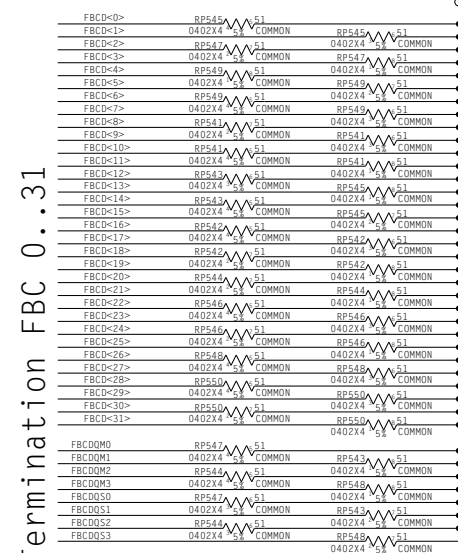 Termination FBC 0..31
FBCD<0> RP545 51
FBCD<1> 0402X4 5% COMMON RP545 51
FBCD<2> RP547 51 0402X4 5% COMMON
FBCD<3> 0402X4 5% COMMON RP547 51
FBCD<4> RP549 51 0402X4 5% COMMON
FBCD<5> 0402X4 5% COMMON RP549 51
FBCD<6> RP549 51 0402X4 5% COMMON
FBCD<7> 0402X4 5% COMMON RP549 51
FBCD<8> RP541 51 0402X4 5% COMMON
FBCD<9> 0402X4 5% COMMON RP541 51
FBCD<10> RP541 51 0402X4 5% COMMON
FBCD<11> 0402X4 5% COMMON RP541 51
FBCD<12> RP543 51 0402X4 5% COMMON
FBCD<13> 0402X4 5% COMMON RP545 51
FBCD<14> RP543 51 0402X4 5% COMMON
FBCD<15> 0402X4 5% COMMON RP545 51
FBCD<16> RP542 51 0402X4 5% COMMON
FBCD<17> 0402X4 5% COMMON RP542 51
FBCD<18> RP542 51 0402X4 5% COMMON
FBCD<19> 0402X4 5% COMMON RP542 51
FBCD<20> RP544 51 0402X4 5% COMMON
FBCD<21> 0402X4 5% COMMON RP544 51
FBCD<22> RP546 51 0402X4 5% COMMON
FBCD<23> 0402X4 5% COMMON RP546 51
FBCD<24> RP546 51 0402X4 5% COMMON
FBCD<25> 0402X4 5% COMMON RP546 51
FBCD<26> RP548 51 0402X4 5% COMMON
FBCD<27> 0402X4 5% COMMON RP548 51
FBCD<28> RP550 51 0402X4 5% COMMON
FBCD<29> 0402X4 5% COMMON RP550 51
FBCD<30> RP550 51 0402X4 5% COMMON
FBCD<31> 0402X4 5% COMMON RP550 51
0402X4 5% COMMON
FBCDQM0 RP547 51
FBCDQM1 0402X4 5% COMMON RP543 51
FBCDQM2 RP544 51 0402X4 5% COMMON
FBCDQM3 0402X4 5% COMMON RP548 51
FBCDQS0 RP547 51 0402X4 5% COMMON
FBCDQS1 0402X4 5% COMMON RP543 51
FBCDQS2 RP544 51 0402X4 5% COMMON
FBCDQS3 0402X4 5% COMMON RP548 51
0402X4 5% COMMON